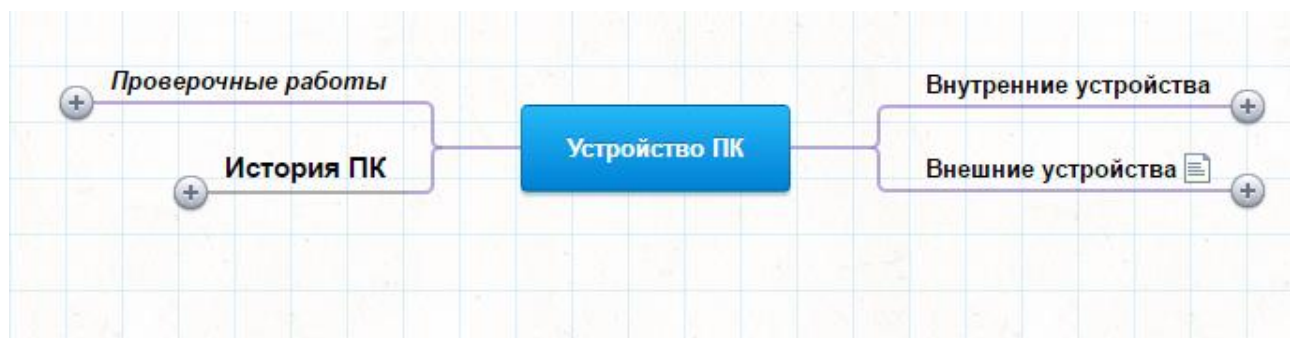 Проверочные работы
История ПК
Устройство ПК
Внутренние устройства
Внешние устройства